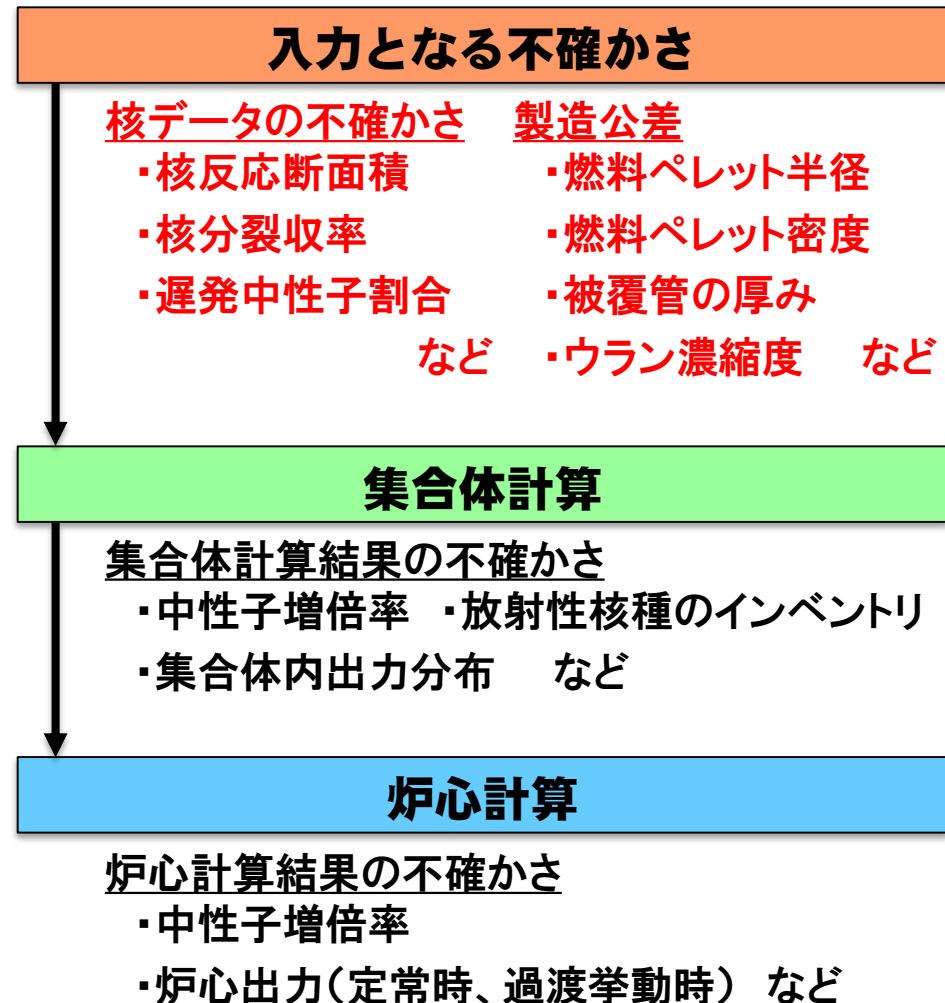 入力となる不確かさ
核データの不確かさ 製造公差
・核反応断面積 ・燃料ペレット半径
・核分裂収率 ・燃料ペレット密度
・遅発中性子割合 ・被覆管の厚み
など ・ウラン濃縮度 など
集合体計算
集合体計算結果の不確かさ
・中性子増倍率 ・放射性核種のインベントリ
・集合体内出力分布 など
炉心計算
炉心計算結果の不確かさ
・中性子増倍率
・炉心出力(定常時、過渡挙動時) など